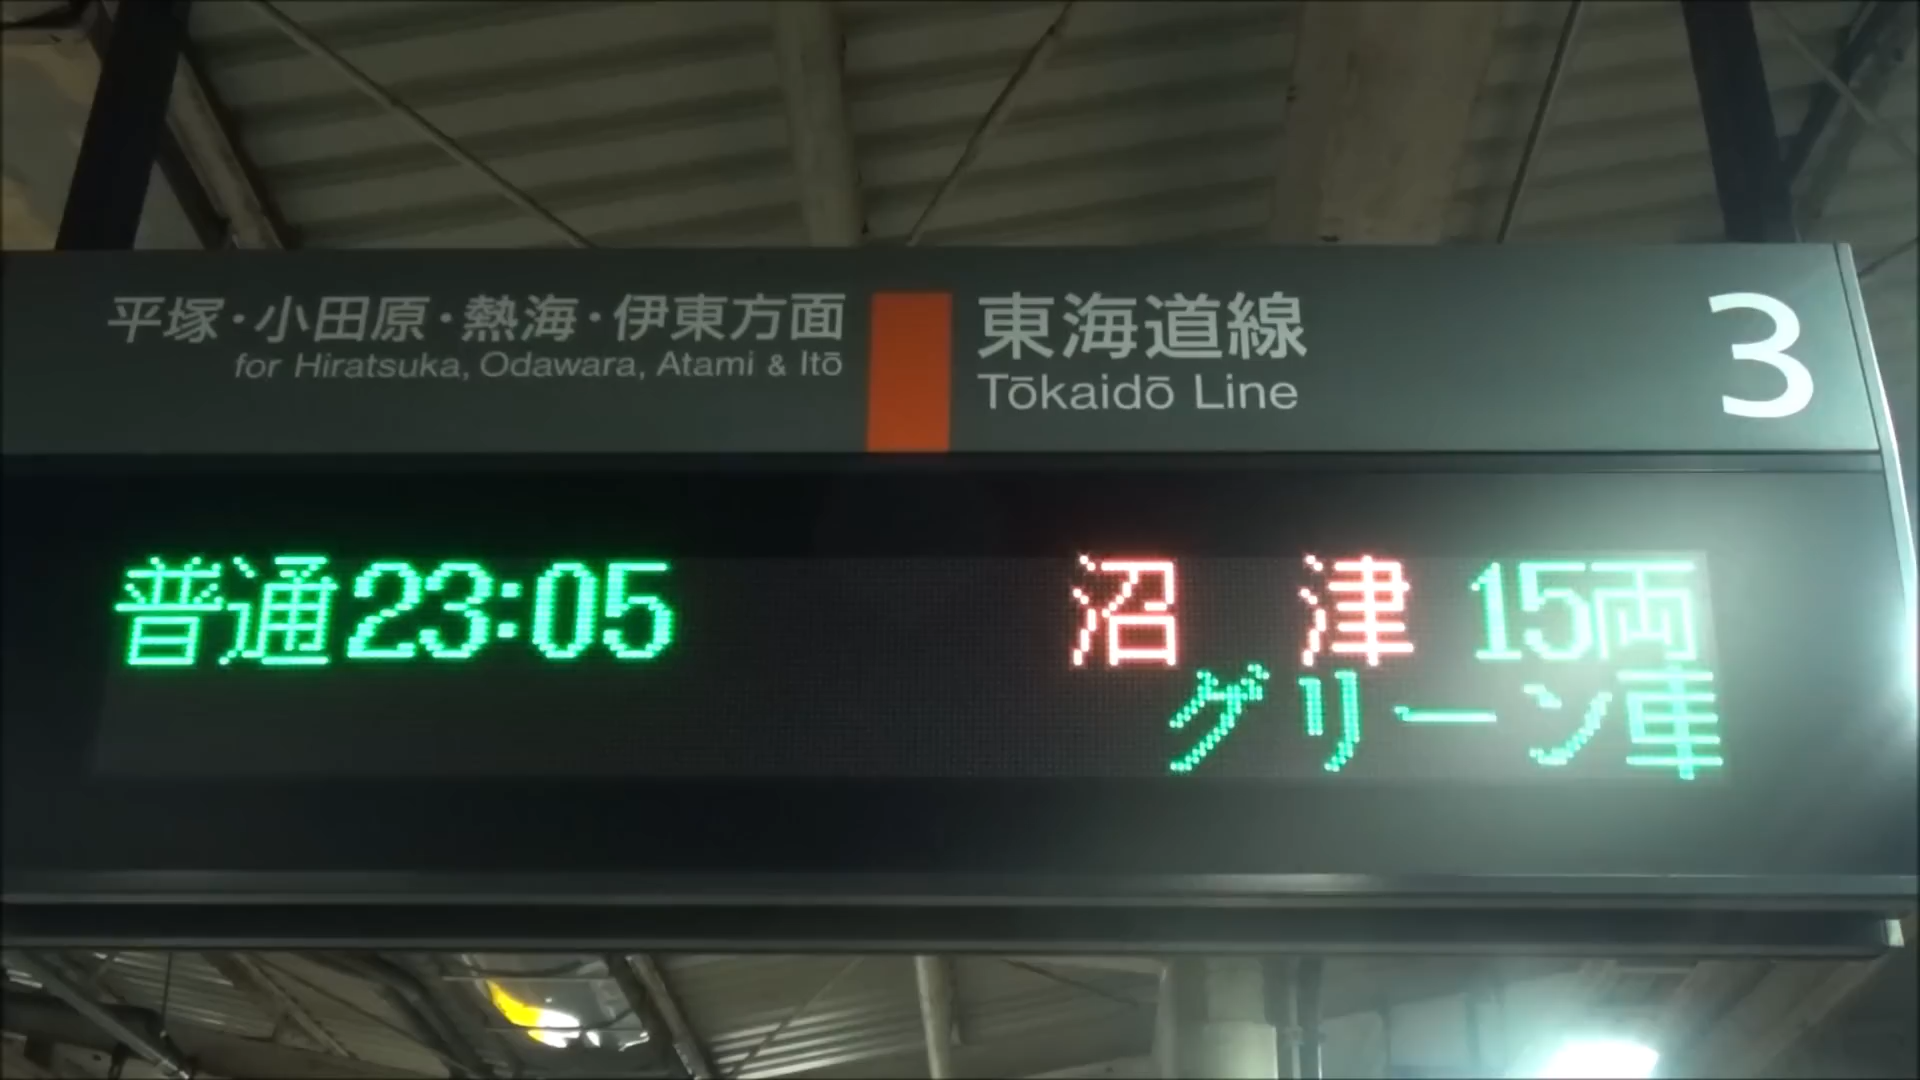 平塚・小田原・熱海・伊東方面
for Hiratsuka, Odawara, Atami & Itō
東海道線
Tōkaidō Line
3
普通23:05 沼 津 15両
グリーン車